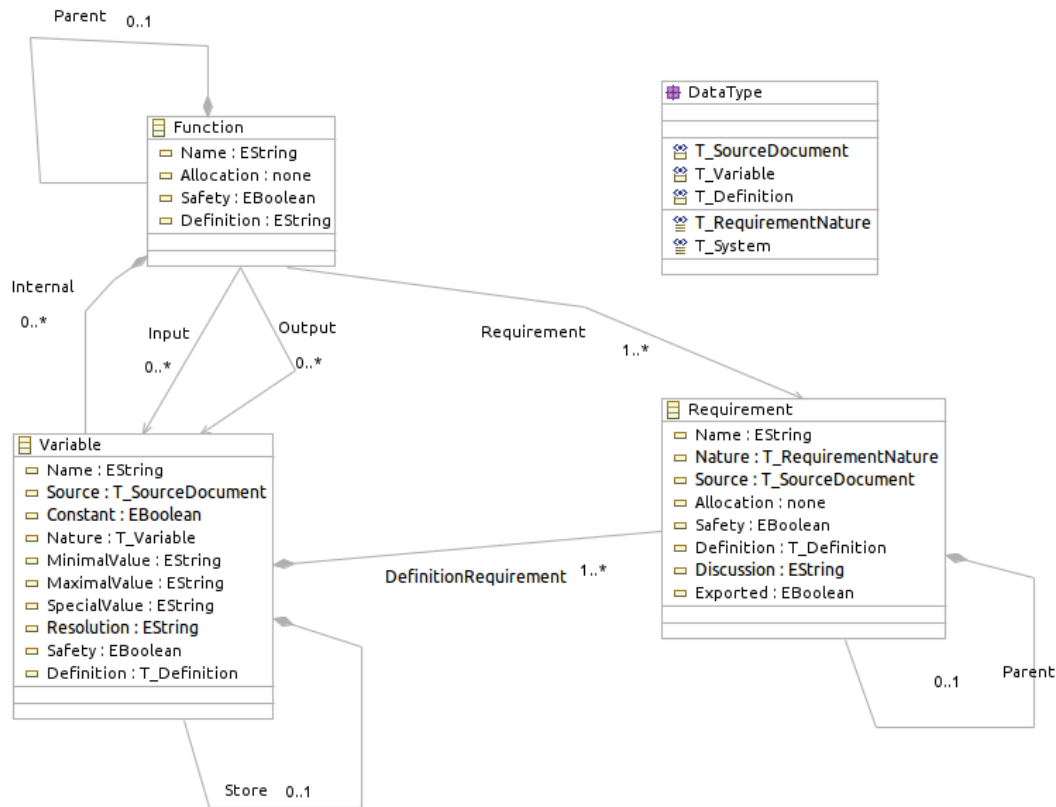 Parent 0..1
Function
Name : EString
Allocation : none
Safety : EBoolean
Definition : EString
DataType
T_SourceDocument
T_Variable
T_Definition
T_RequirementNature
T_System
Internal
0..*
Input
0..*
Output
0..*
Requirement
1..*
Variable
Name : EString
Source : T_SourceDocument
Constant : EBoolean
Nature : T_Variable
MinimalValue : EString
MaximalValue : EString
SpecialValue : EString
Resolution : EString
Safety : EBoolean
Definition : T_Definition
Requirement
Name : EString
Nature : T_RequirementNature
Source : T_SourceDocument
Allocation : none
Safety : EBoolean
Definition : T_Definition
Discussion : EString
Exported : EBoolean
DefinitionRequirement 1..*
0..1 Parent
Store 0..1